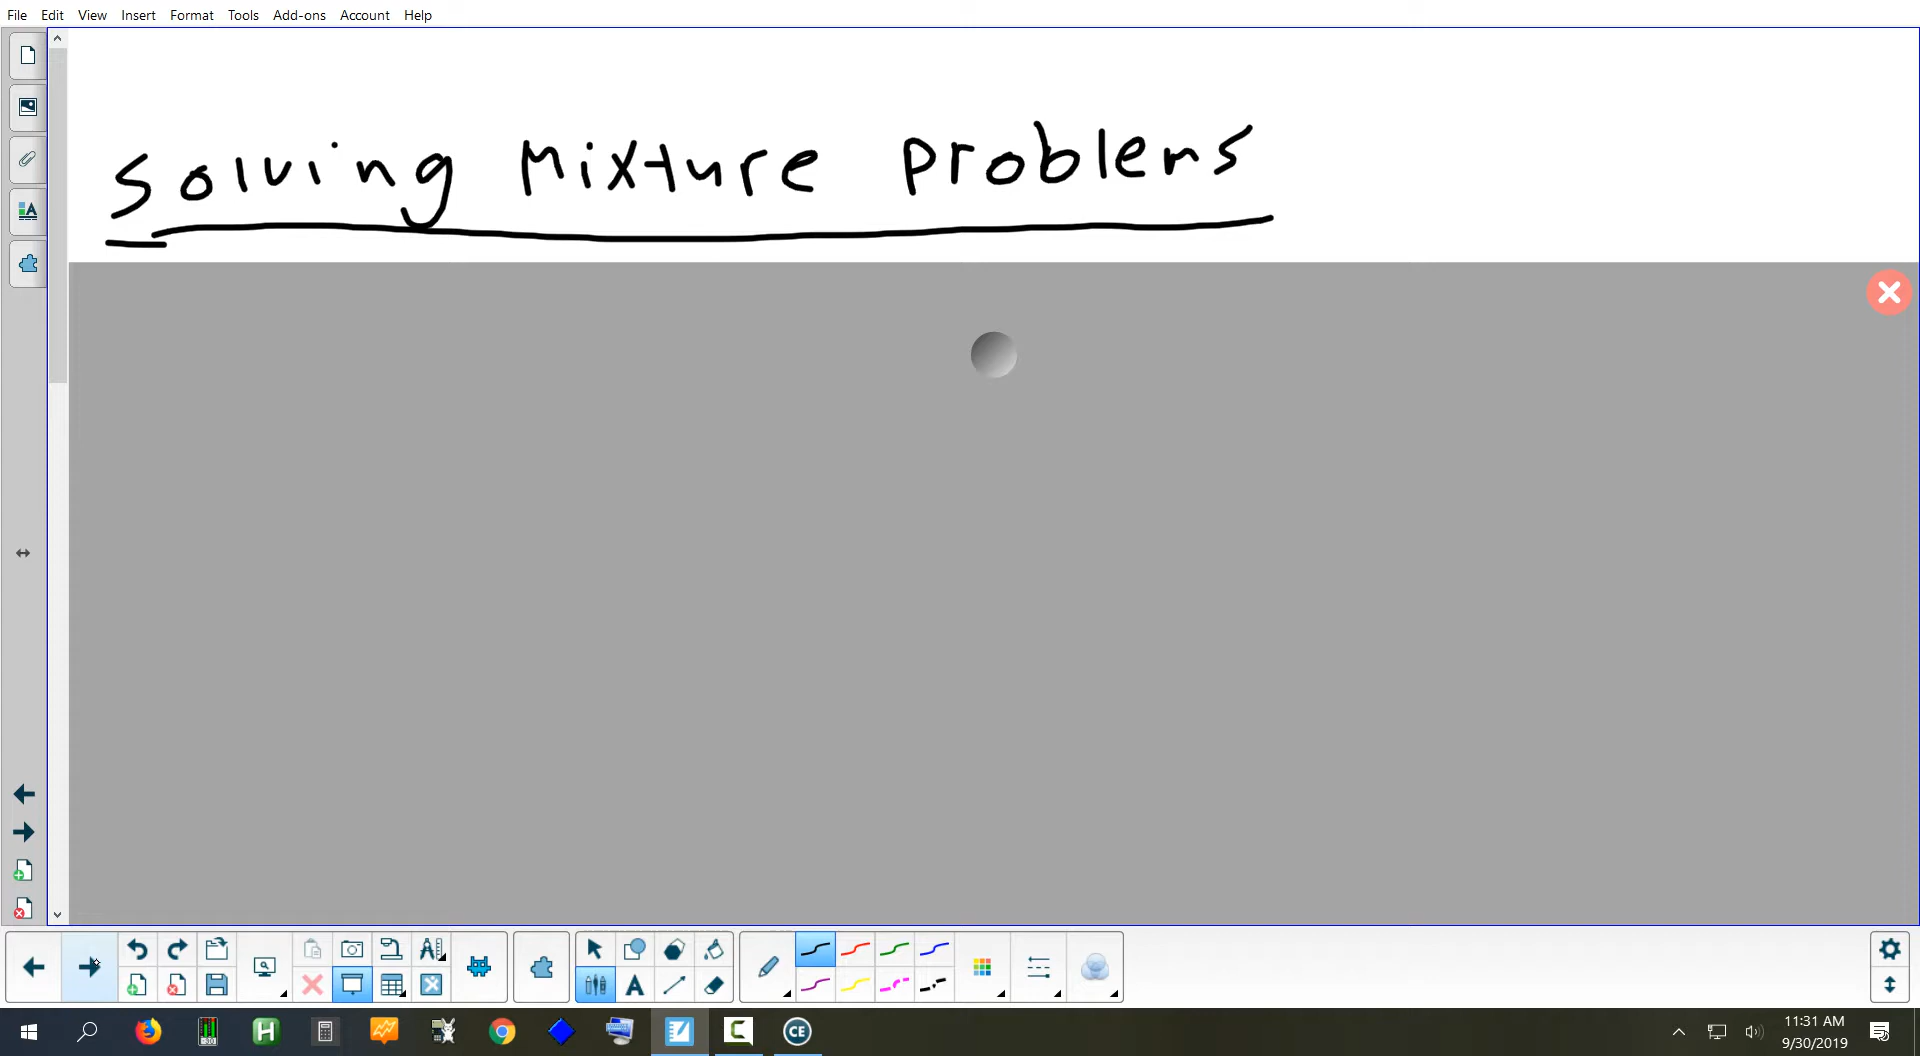 File Edit View Insert Format Tools Add-ons Account Help
Solving Mixture Problems
11:31 AM
9/30/2019